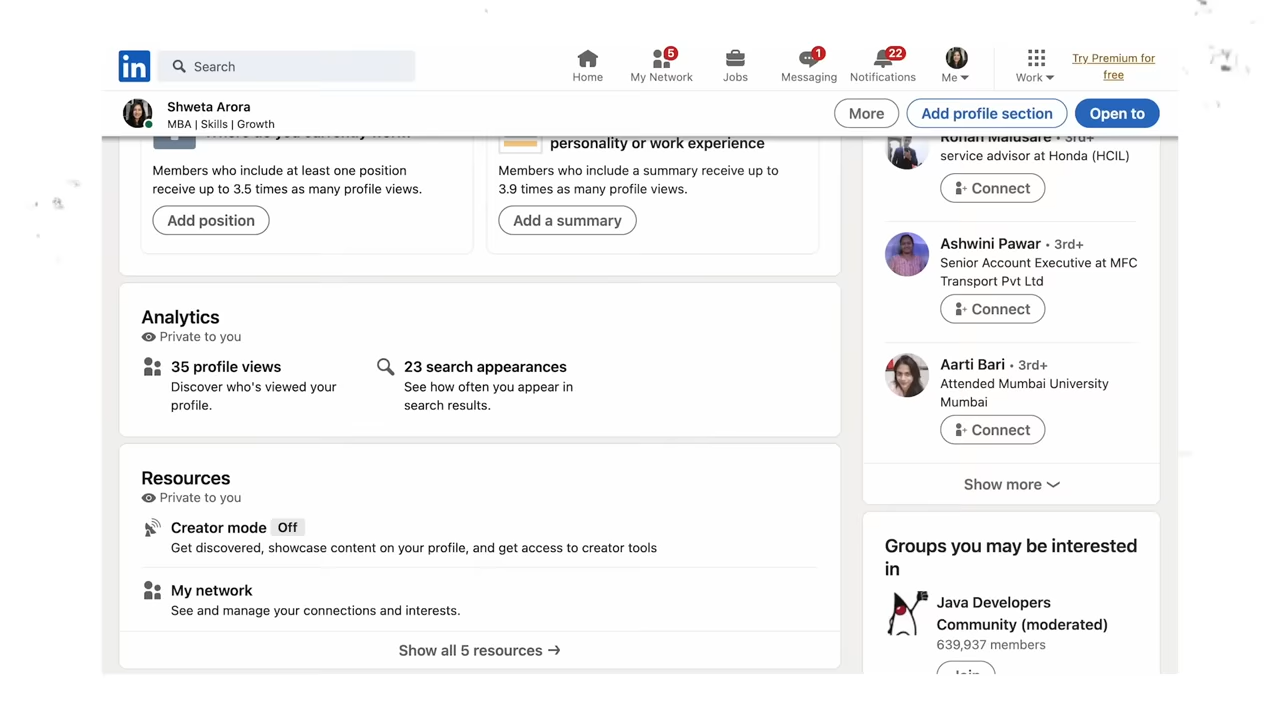 in
Search
5
1
22
Home
My Network
Jobs
Messaging
Notifications
Me
Work
Try Premium for
free
Shweta Arora
MBA | Skills | Growth
More
Add profile section
Open to
personality or work experience
Members who include at least one position
receive up to 3.5 times as many profile views.
Add position
Members who include a summary receive up to
3.9 times as many profile views.
Add a summary
Analytics
Private to you
35 profile views
Discover who's viewed your
profile.
23 search appearances
See how often you appear in
search results.
Resources
Private to you
Creator mode Off
Get discovered, showcase content on your profile, and get access to creator tools
My network
See and manage your connections and interests.
Show all 5 resources →
Rohan Malusare • 3rd+
service advisor at Honda (HCIL)
Connect
Ashwini Pawar • 3rd+
Senior Account Executive at MFC
Transport Pvt Ltd
Connect
Aarti Bari • 3rd+
Attended Mumbai University
Mumbai
Connect
Show more
Groups you may be interested
in
Java Developers
Community (moderated)
639,937 members
Join